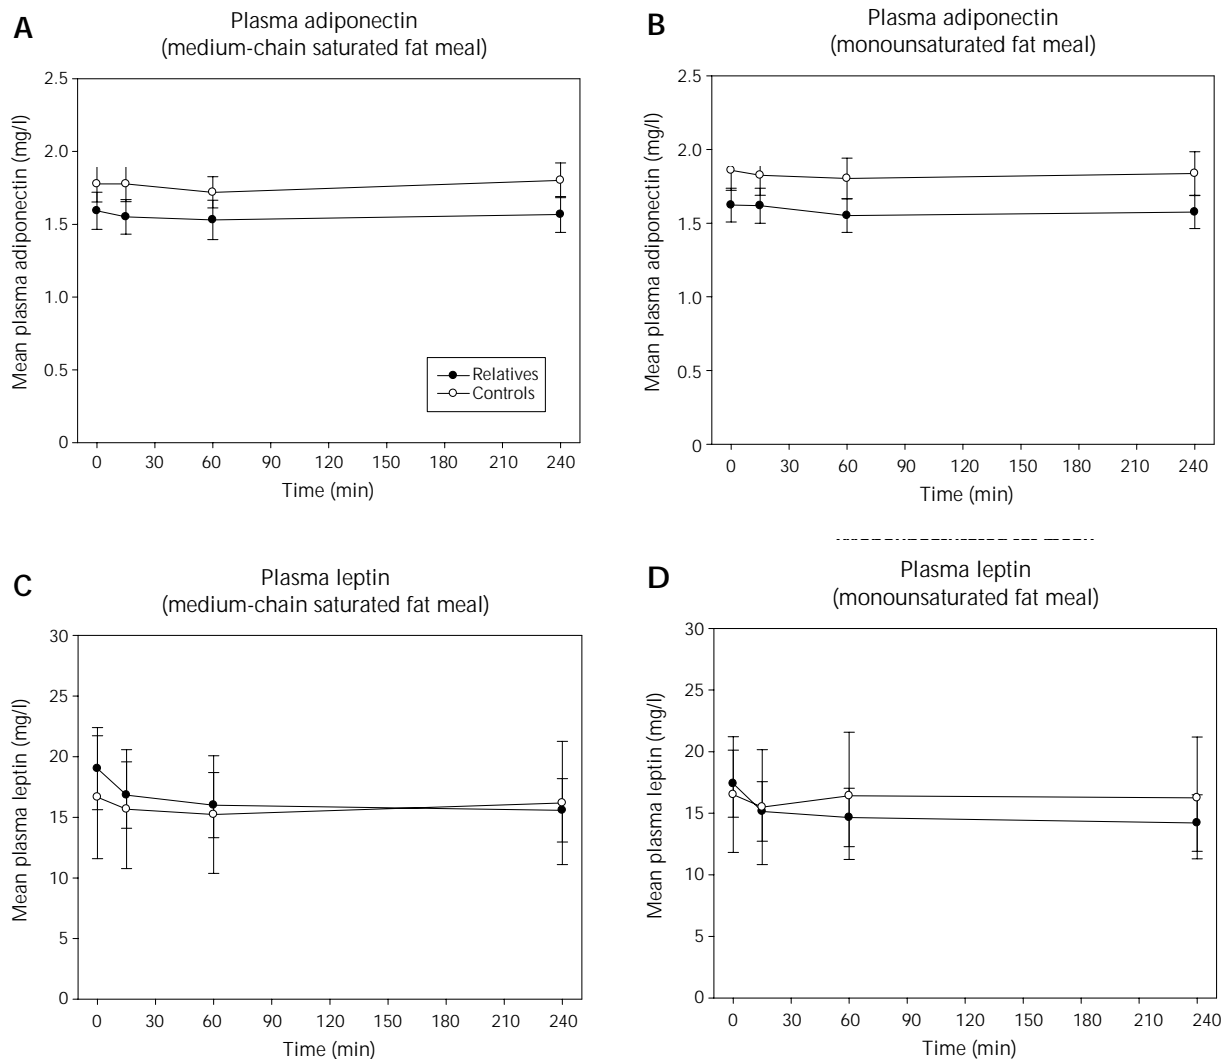 A
Plasma adiponectin
(medium-chain saturated fat meal)
Mean plasma adiponectin (mg/l)
2.5
2.0
1.5
1.0
0.5
0
Relatives
Controls
0 30 60 90 120 150 180 210 240
Time (min)
B
Plasma adiponectin
(monounsaturated fat meal)
Mean plasma adiponectin (mg/l)
2.5
2.0
1.5
1.0
0.5
0
0 30 60 90 120 150 180 210 240
Time (min)
C
Plasma leptin
(medium-chain saturated fat meal)
Mean plasma leptin (mg/l)
30
25
20
15
10
5
0
0 30 60 90 120 150 180 210 240
Time (min)
D
Plasma leptin
(monounsaturated fat meal)
Mean plasma leptin (mg/l)
30
25
20
15
10
5
0
0 30 60 90 120 150 180 210 240
Time (min)